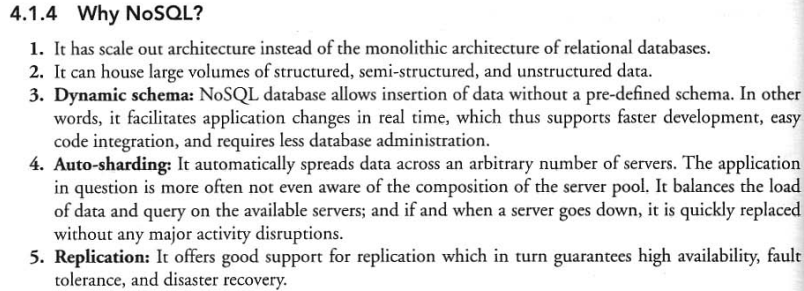 4.1.4 Why NoSQL?
1. It has scale out architecture instead of the monolithic architecture of relational databases.
2. It can house large volumes of structured, semi-structured, and unstructured data.
3. Dynamic schema: NoSQL database allows insertion of data without a pre-defined schema. In other
words, it facilitates application changes in real time, which thus supports faster development, easy
code integration, and requires less database administration.
4. Auto-sharding: It automatically spreads data across an arbitrary number of servers. The application
in question is more often not even aware of the composition of the server pool. It balances the load
of data and query on the available servers; and if and when a server goes down, it is quickly replaced
without any major activity disruptions.
5. Replication: It offers good support for replication which in turn guarantees high availability, fault
tolerance, and disaster recovery.